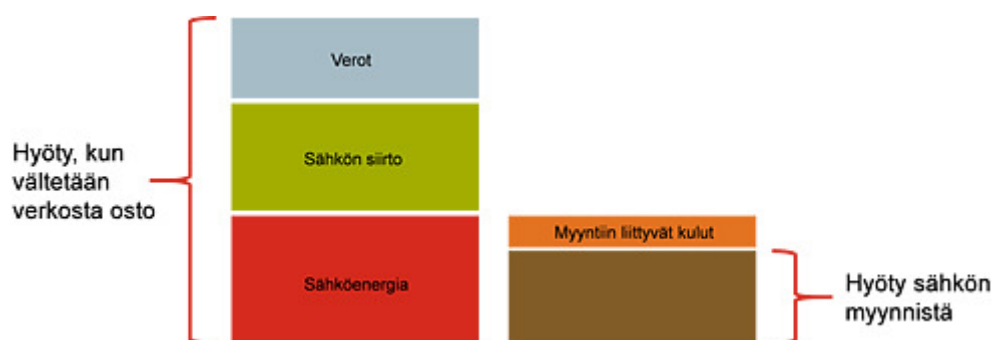 Verot
Sähkön siirto
Hyöty, kun
vältetään
verkosta osto
Sähköenergia
Myyntiin liittyvät kulut
Hyöty sähkön
myynnistä